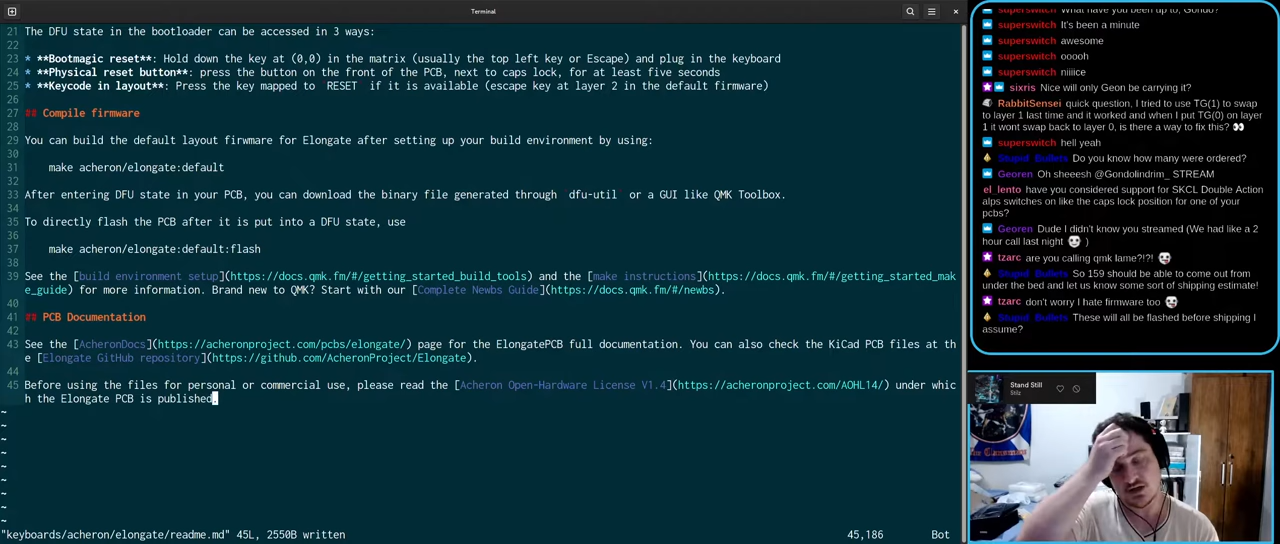 Terminal
21 The DFU state in the bootloader can be accessed in 3 ways:
22
23 * **Bootmagic reset**: Hold down the key at (0,0) in the matrix (usually the top left key or Escape) and plug in the keyboard
24 * **Physical reset button**: press the button on the front of the PCB, next to caps lock, for at least five seconds
25 * **Keycode in layout**: Press the key mapped to  RESET  if it is available (escape key at layer 2 in the default firmware)
26
27 ## Compile firmware
28
29 You can build the default layout firwmare for Elongate after setting up your build environment by using:
30
31    make acheron/elongate:default
32
33 After entering DFU state in your PCB, you can download the binary file generated through  dfu-util  or a GUI like QMK Toolbox.
34
35 To directly flash the PCB after it is put into a DFU state, use
36
37    make acheron/elongate:default:flash
38
39 See the [build environment setup](https://docs.qmk.fm/#/getting_started_build_tools) and the [make instructions](https://docs.qmk.fm/#/getting_started_mak
e_guide) for more information. Brand new to QMK? Start with our [Complete Newbs Guide](https://docs.qmk.fm/#/newbs).
40
41 ## PCB Documentation
42
43 See the [AcheronDocs](https://acheronproject.com/pcbs/elongate/) page for the ElongatePCB full documentation. You can also check the KiCad PCB files at th
e [Elongate GitHub repository](https://github.com/AcheronProject/Elongate).
44
45 Before using the files for personal or commercial use, please read the [Acheron Open-Hardware License V1.4](https://acheronproject.com/AOHL14/) under whic
h the Elongate PCB is published.
~
~
~
~
~
~
~
~
~
"keyboards/acheron/elongate/readme.md" 45L, 2550B written
45,186
Bot
superswitch What have you been up to, Gondo?
superswitch It's been a minute
superswitch awesome
superswitch ooooh
superswitch niiice
sixris Nice will only Geon be carrying it?
RabbitSensei quick question, I tried to use TG(1) to swap
to layer 1 last time and it worked and when I put TG(0) on layer
1 it wont swap back to layer 0, is there a way to fix this?
superswitch hell yeah
Stupid_Bullets Do you know how many were ordered?
Georen Oh sheeesh @Gondolindrim_ STREAM
el_lento have you considered support for SKCL Double Action
alps switches on like the caps lock position for one of your
pcbs?
Georen Dude I didn't know you streamed (We had like a 2
hour call last night )
tzarc are you calling qmk lame?!?!
Stupid_Bullets So 159 should be able to come out from
under the bed and let us know some sort of shipping estimate!
tzarc don't worry I hate firmware too
Stupid_Bullets These will all be flashed before shipping I
assume?
Stand Still
Stilz